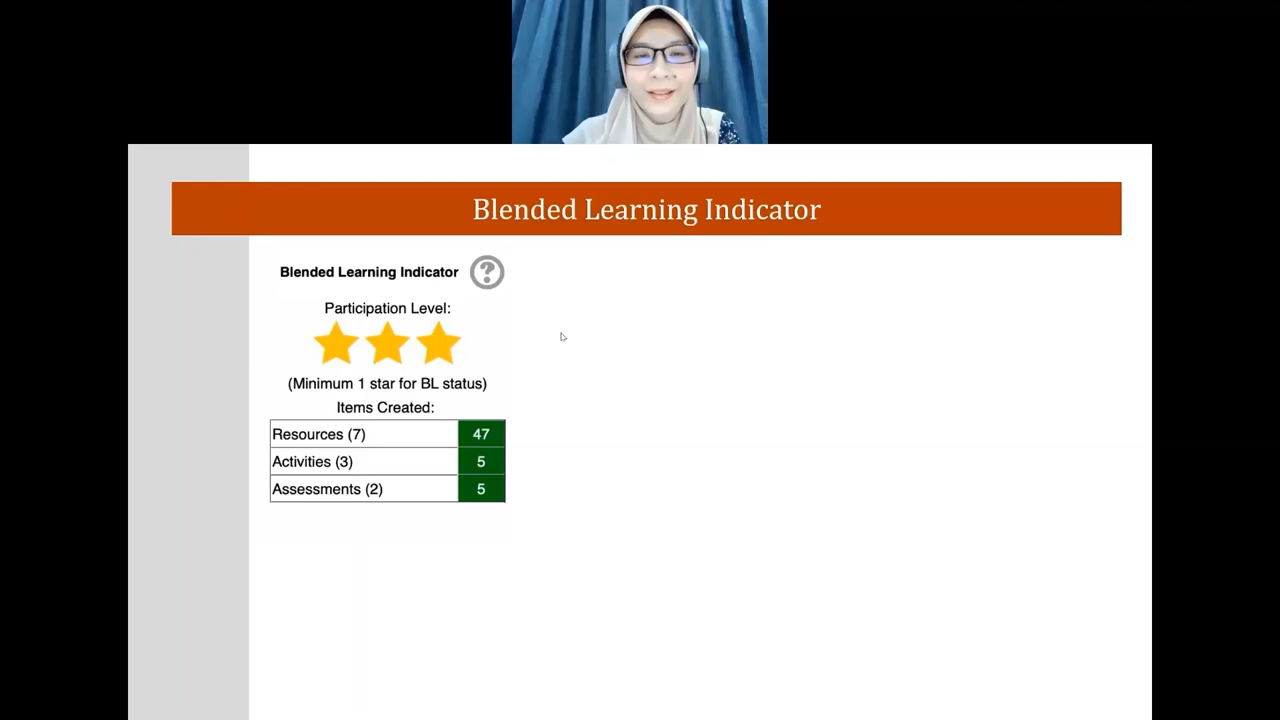 Blended Learning Indicator
Blended Learning Indicator ?
Participation Level:
(Minimum 1 star for BL status)
Items Created:
Resources (7) 47
Activities (3) 5
Assessments (2) 5